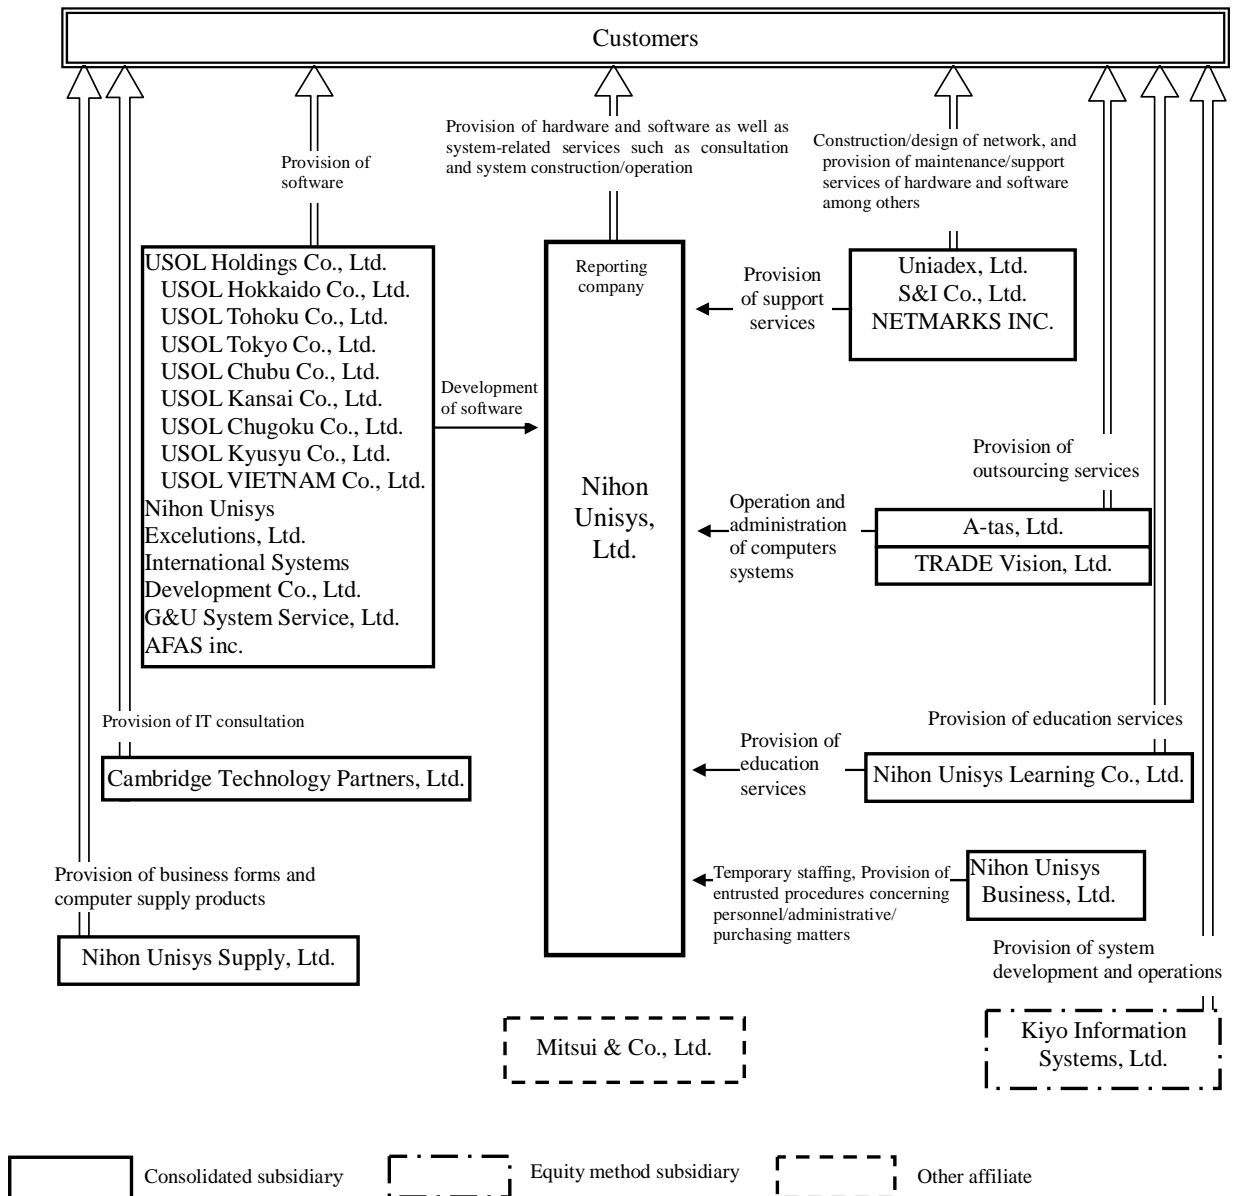 Customers
Provision of
software
Provision of hardware and software as well as
system-related services such as consultation
and system construction/operation
Construction/design of network, and
provision of maintenance/support
services of hardware and software
among others
USOL Holdings Co., Ltd.
USOL Hokkaido Co., Ltd.
USOL Tohoku Co., Ltd.
USOL Tokyo Co., Ltd.
USOL Chubu Co., Ltd.
USOL Kansai Co., Ltd.
USOL Chugoku Co., Ltd.
USOL Kyusyu Co., Ltd.
USOL VIETNAM Co., Ltd.
Nihon Unisys
Excelutions, Ltd.
International Systems
Development Co., Ltd.
G&U System Service, Ltd.
AFAS inc.
Development
of software
Reporting
company
Nihon
Unisys,
Ltd.
Provision
of support
services
Uniadex, Ltd.
S&I Co., Ltd.
NETMARKS INC.
Provision of
outsourcing services
Operation and
administration
of computers
systems
A-tas, Ltd.
TRADE Vision, Ltd.
Provision of IT consultation
Cambridge Technology Partners, Ltd.
Provision of education services
Provision of
education
services
Nihon Unisys Learning Co., Ltd.
Provision of business forms and
computer supply products
Nihon Unisys Supply, Ltd.
Temporary staffing, Provision of
entrusted procedures concerning
personnel/administrative/
purchasing matters
Nihon Unisys
Business, Ltd.
Provision of system
development and operations
Mitsui & Co., Ltd.
Kiyo Information
Systems, Ltd.
Consolidated subsidiary
Equity method subsidiary
Other affiliate